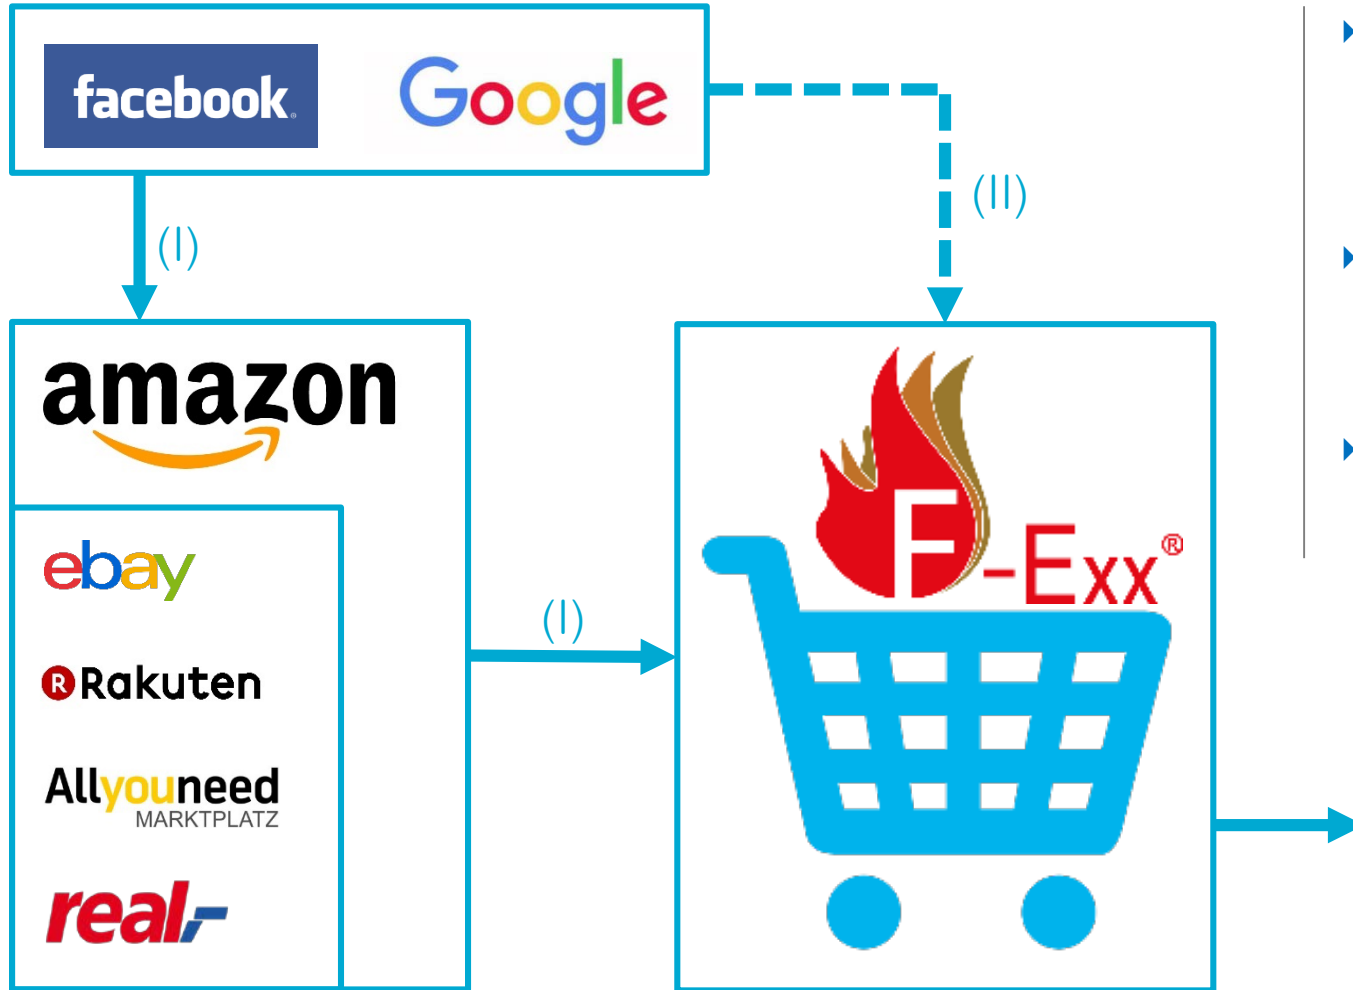 facebook®
Google
(I)
(II)
amazon
ebay
R Rakuten
Allyouneed
MARKTPLATZ
real,-
(I)
F-Exx®